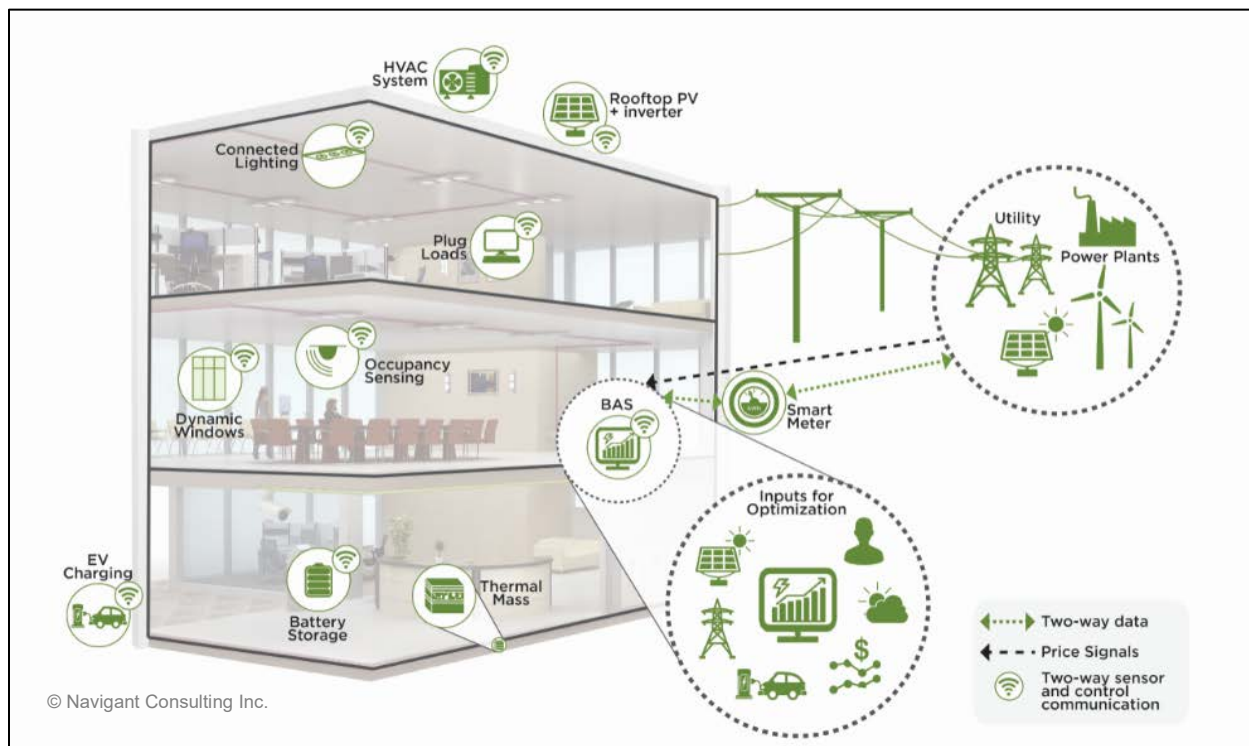 HVAC
System
Rooftop PV
+ inverter
Connected
Lighting
Plug
Loads
Utility
Power Plants
Occupancy
Sensing
Dynamic
Windows
BAS
Smart
Meter
Inputs for
Optimization
EV
Charging
Battery
Storage
Thermal
Mass
$
Two-way data
Price Signals
Two-way sensor
and control
communication
© Navigant Consulting Inc.